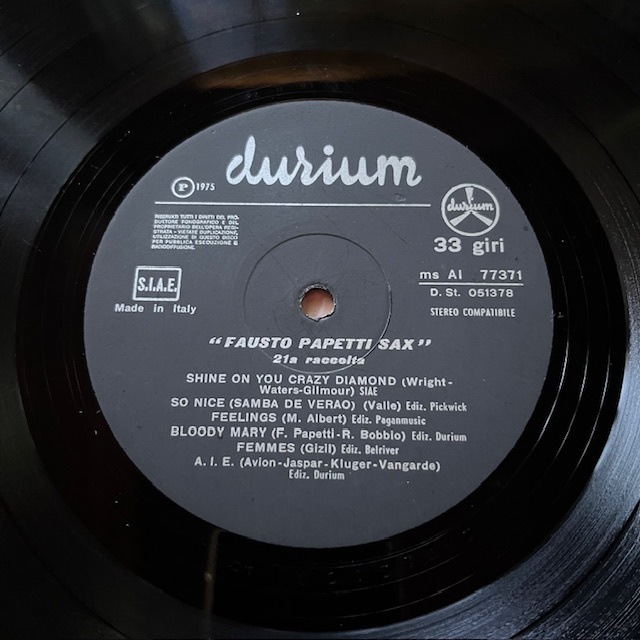 durium
P 1975
RISERVATI TUTTI I DIRITTI DEL PRO-
DUTTORE FONOGRAFICO E DEL
PROPRIETARIO DELL'OPERA REGI-
STRATA - VIETATE DUPLICAZIONE,
UTILIZZAZIONE DI QUESTO DISCO
PER PUBBLICA ESECUZIONE E
RADIODIFFUSIONE.
durium
33 giri
ms AI 77371
D. St. 051378
STEREO COMPATIBILE
S.I.A.E.
Made in Italy
"FAUSTO PAPETTI SAX"
21a raccolta
SHINE ON YOU CRAZY DIAMOND (Wright-
Waters-Gilmour) SIAE
SO NICE (SAMBA DE VERAO) (Valle) Ediz. Pickwick
FEELINGS (M. Albert) Ediz. Paganmusic
BLOODY MARY (F. Papetti-R. Bobbio) Ediz. Durium
FEMMES (Gizil) Ediz. Belriver
A.I.E. (Avion-Jaspar-Kluger-Vangarde)
Ediz. Durium